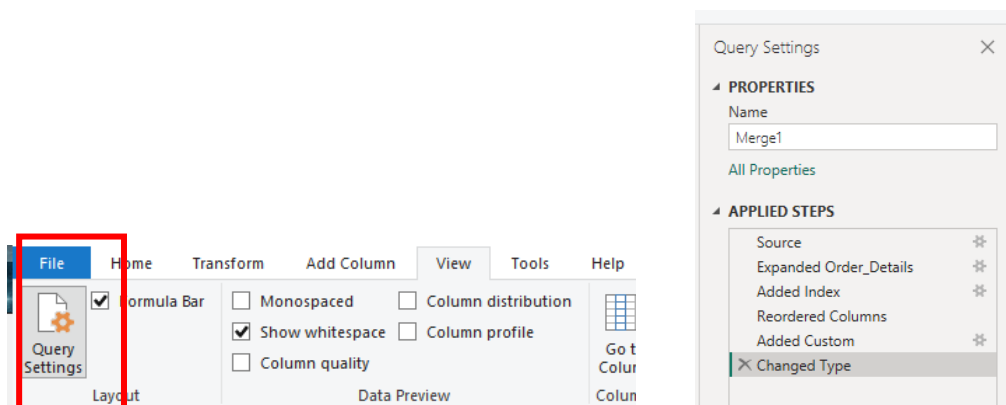 File Home Transform Add Column View Tools Help
Query Settings
Formula Bar
Layout
Monospaced Column distribution
Show whitespace Column profile
Column quality
Data Preview
Go t
Colum
Colum
Query Settings
PROPERTIES
Name
Merge1
All Properties
APPLIED STEPS
Source
Expanded Order_Details
Added Index
Reordered Columns
Added Custom
Changed Type